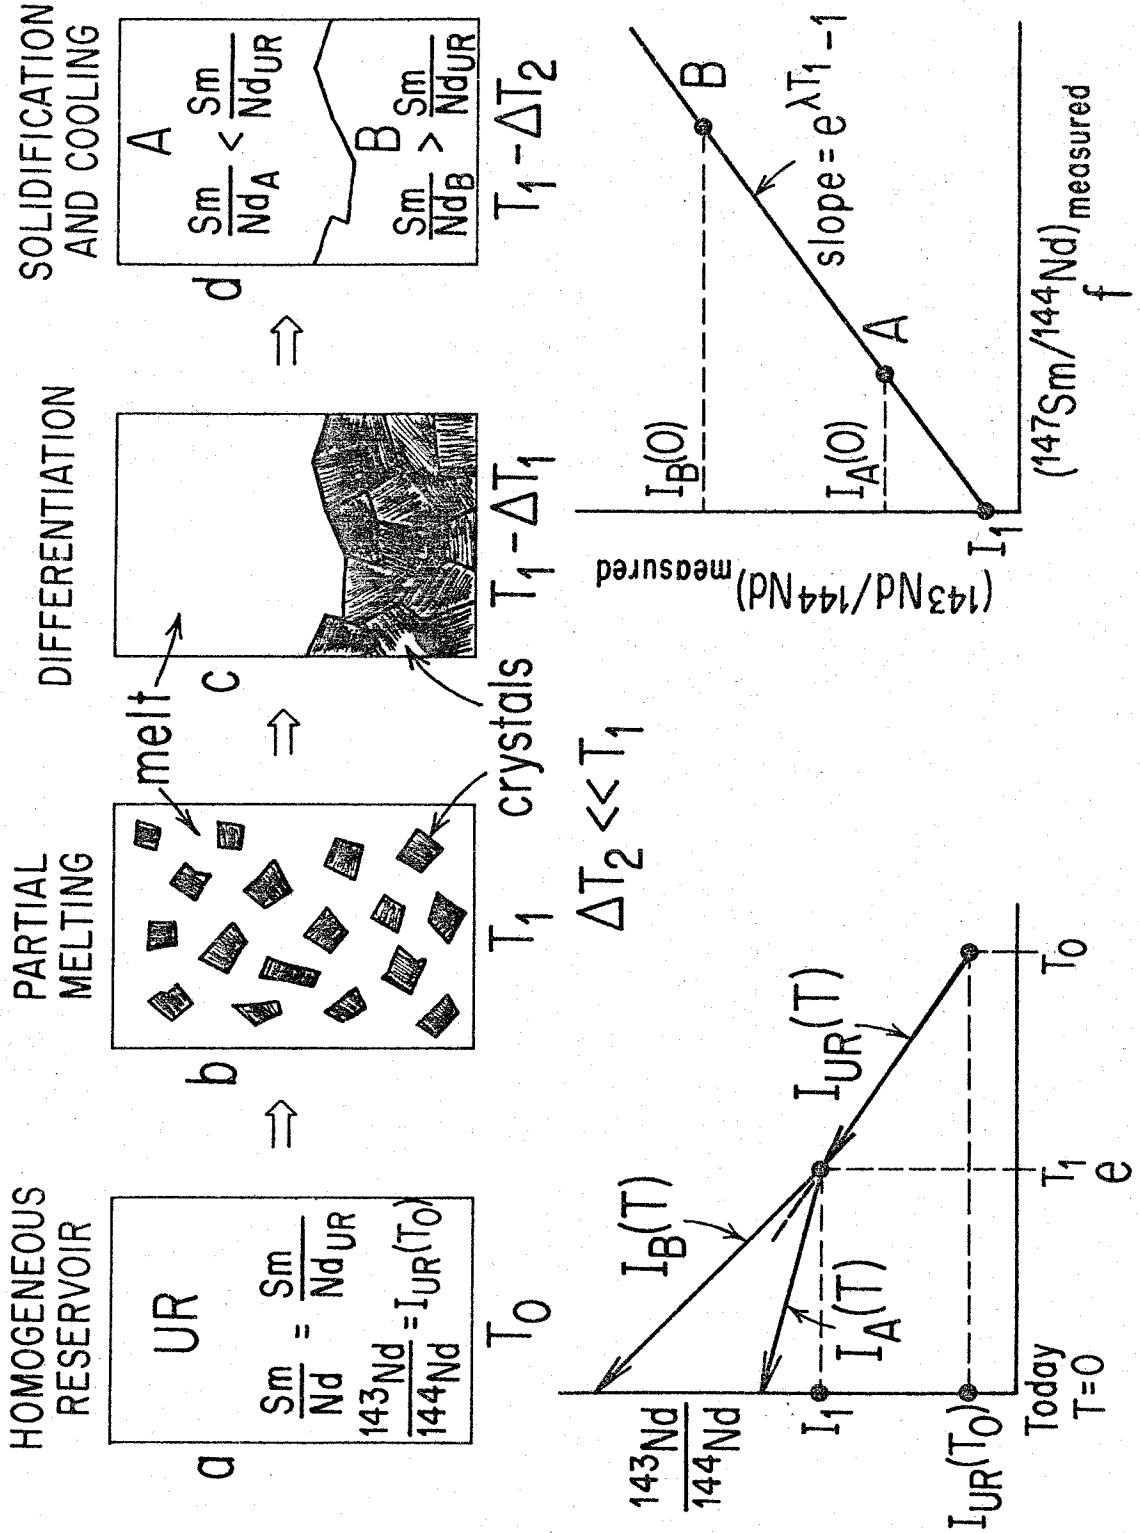 HOMOGENEOUS
RESERVOIR
a
UR
Sm/Nd = Sm/Nd_UR
¹⁴³Nd/¹⁴⁴Nd = I_UR(T₀)
T₀
⇒
PARTIAL
MELTING
b
T₁
⇒
melt
crystals
ΔT₂ << T₁
DIFFERENTIATION
c
T₁ - ΔT₁
⇒
SOLIDIFICATION
AND COOLING
d
A
Sm/Nd_A < Sm/Nd_UR
B
Sm/Nd_B > Sm/Nd_UR
T₁ - ΔT₂
¹⁴³Nd/¹⁴⁴Nd
I_B(T)
I_A(T)
I_UR(T)
I₁
I_UR(T₀)
Today
T=0
T₁
T₀
e
(¹⁴³Nd/¹⁴⁴Nd)measured
I_B(0)
B
I_A(0)
A
slope = e^λT₁ - 1
I₁
(¹⁴⁷Sm/¹⁴⁴Nd)measured
f